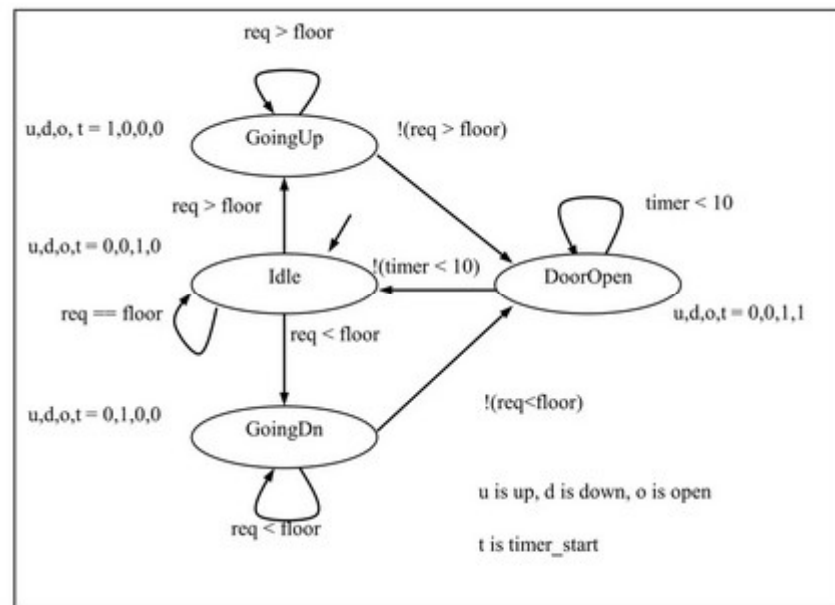 req > floor
u,d,o, t = 1,0,0,0
GoingUp
!(req > floor)
req > floor
timer < 10
u,d,o,t = 0,0,1,0
Idle
!(timer < 10)
DoorOpen
req == floor
req < floor
u,d,o,t = 0,0,1,1
u,d,o,t = 0,1,0,0
GoingDn
!(req<floor)
req < floor
u is up, d is down, o is open
t is timer_start